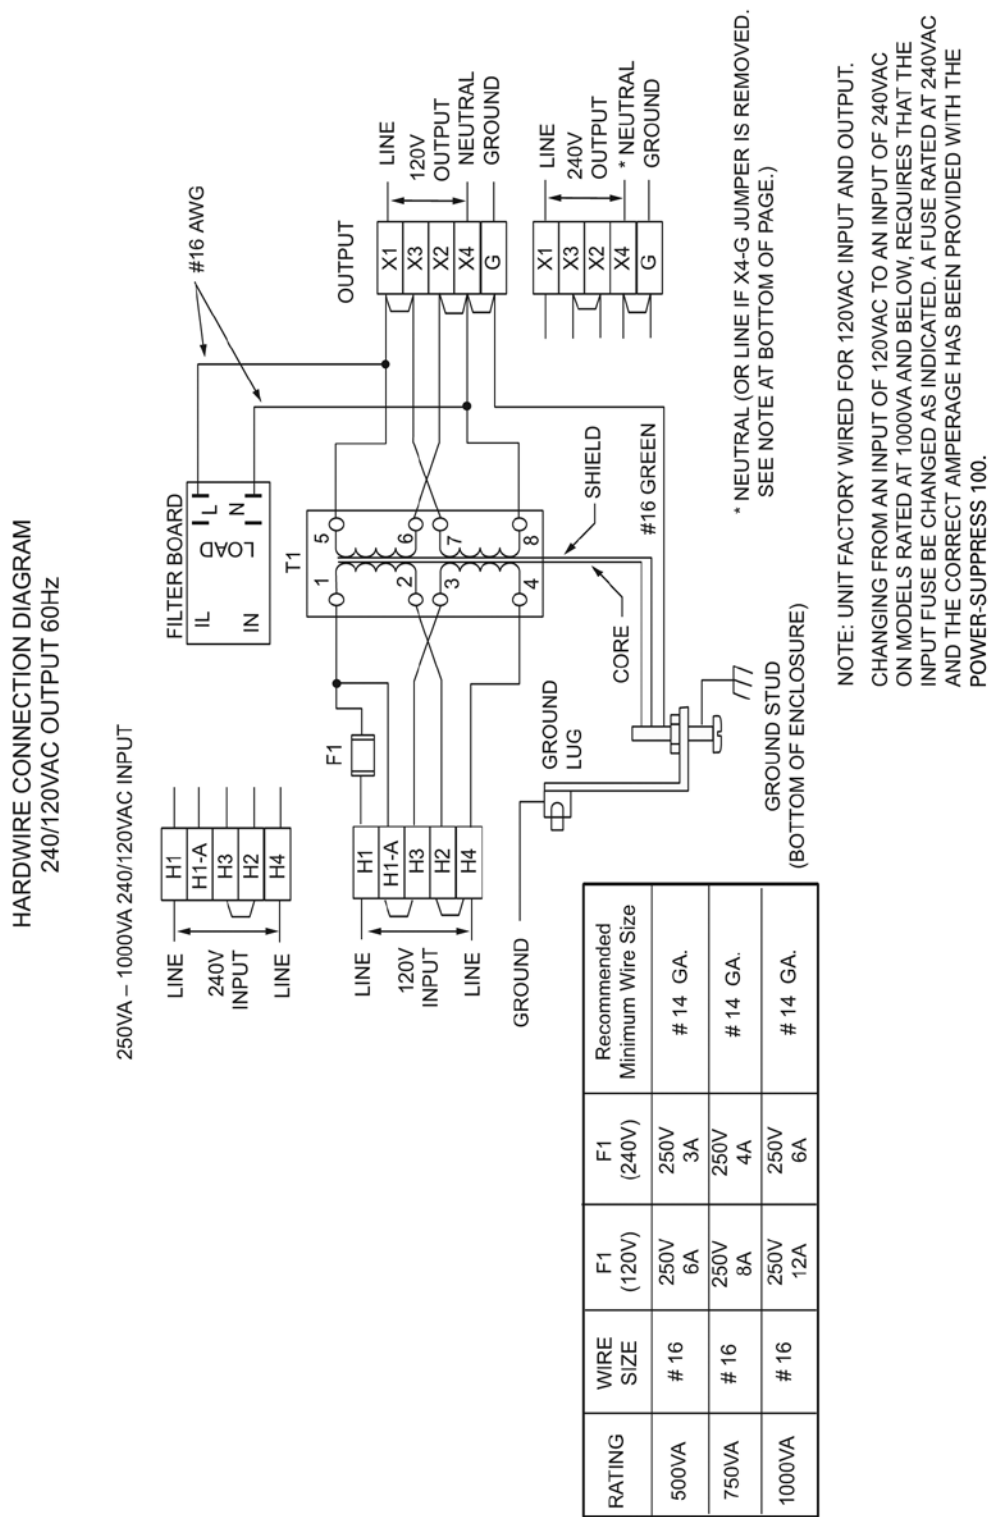 HARDWIRE CONNECTION DIAGRAM
240/120VAC OUTPUT 60Hz
250VA – 1000VA 240/120VAC INPUT
LINE
240V
INPUT
LINE
H1
H1-A
H3
H2
H4
FILTER BOARD
IL
IN
LOAD
L
N
#16 AWG
LINE
120V
INPUT
LINE
H1
H1-A
H3
H2
H4
F1
T1
1
2
3
4
5
6
7
8
OUTPUT
X1
X3
X2
X4
G
LINE
120V
OUTPUT
NEUTRAL
GROUND
X1
X3
X2
X4
G
LINE
240V
OUTPUT
* NEUTRAL
GROUND
GROUND
GROUND
LUG
CORE
SHIELD
#16 GREEN
GROUND STUD
(BOTTOM OF ENCLOSURE)
* NEUTRAL (OR LINE IF X4-G JUMPER IS REMOVED.
SEE NOTE AT BOTTOM OF PAGE.)
RATING
WIRE
SIZE
F1
(120V)
F1
(240V)
Recommended
Minimum Wire Size
500VA
# 16
250V
6A
250V
3A
# 14 GA.
750VA
# 16
250V
8A
250V
4A
# 14 GA.
1000VA
# 16
250V
12A
250V
6A
# 14 GA.
NOTE: UNIT FACTORY WIRED FOR 120VAC INPUT AND OUTPUT.
CHANGING FROM AN INPUT OF 120VAC TO AN INPUT OF 240VAC
ON MODELS RATED AT 1000VA AND BELOW, REQUIRES THAT THE
INPUT FUSE BE CHANGED AS INDICATED. A FUSE RATED AT 240VAC
AND THE CORRECT AMPERAGE HAS BEEN PROVIDED WITH THE
POWER-SUPPRESS 100.